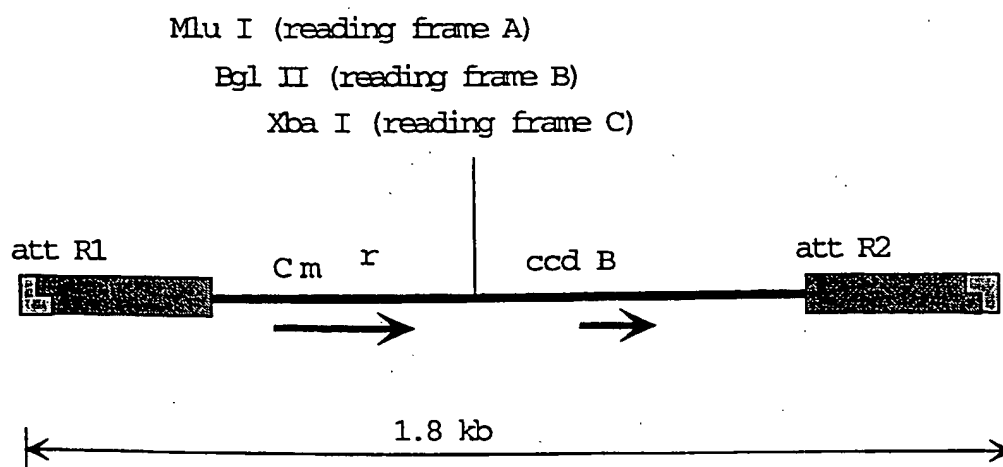 Mlu I (reading frame A)
Bgl II (reading frame B)
Xba I (reading frame C)
att R1 Cm r ccd B att R2
1.8 kb